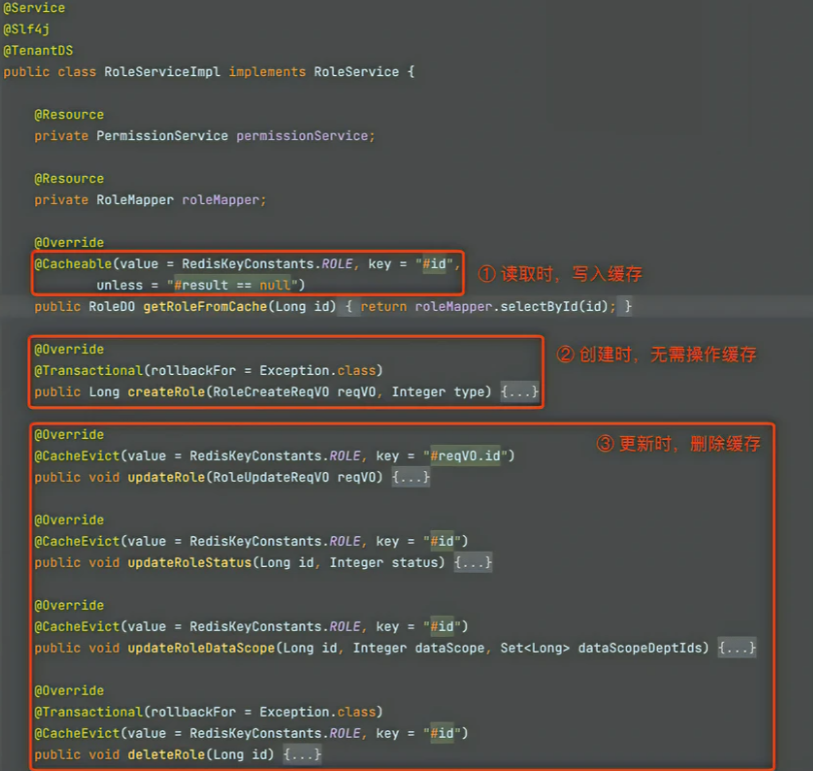 @Service
@Slf4j
@TenantDS
public class RoleServiceImpl implements RoleService {
@Resource
private PermissionService permissionService;
@Resource
private RoleMapper roleMapper;
@Override
@Cacheable(value = RedisKeyConstants.ROLE, key = "#id",
unless = "#result == null")
① 读取时，写入缓存
public RoleDO getRoleFromCache(Long id) { return roleMapper.selectById(id); }
@Override
② 创建时，无需操作缓存
@Transactional(rollbackFor = Exception.class)
public Long createRole(RoleCreateReqVO reqVO, Integer type) {...}
@Override
③ 更新时，删除缓存
@CacheEvict(value = RedisKeyConstants.ROLE, key = "#reqVO.id")
public void updateRole(RoleUpdateReqVO reqVO) {...}
@Override
@CacheEvict(value = RedisKeyConstants.ROLE, key = "#id")
public void updateRoleStatus(Long id, Integer status) {...}
@Override
@CacheEvict(value = RedisKeyConstants.ROLE, key = "#id")
public void updateRoleDataScope(Long id, Integer dataScope, Set<Long> dataScopeDeptIds) {...}
@Override
@Transactional(rollbackFor = Exception.class)
@CacheEvict(value = RedisKeyConstants.ROLE, key = "#id")
public void deleteRole(Long id) {...}